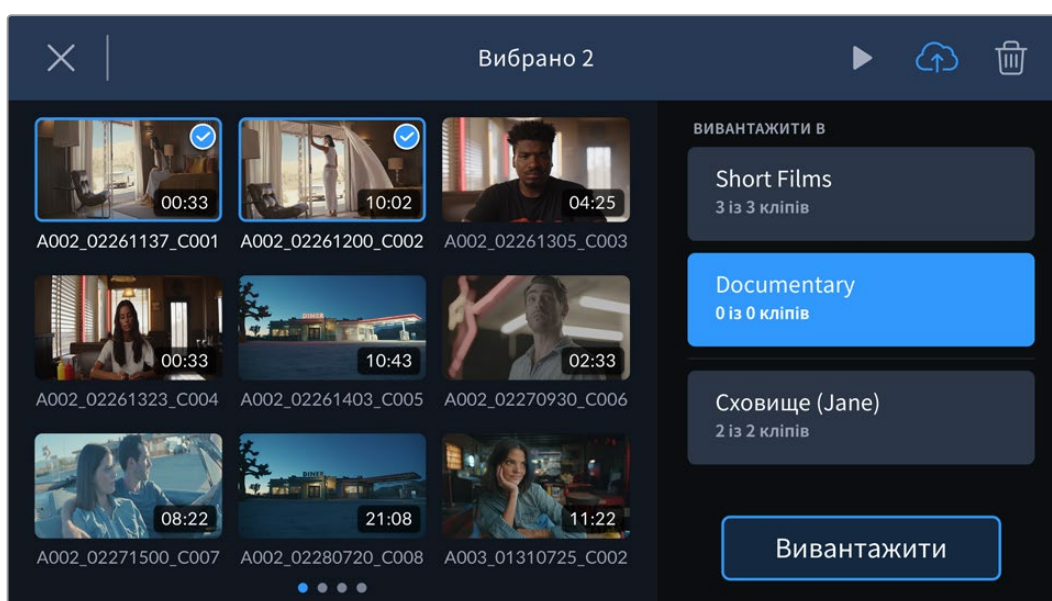 Вибрано 2
00:33
10:02
04:25
A002_02261137_C001
A002_02261200_C002
A002_02261305_C003
DINER
00:33
10:43
02:33
A002_02261323_C004
A002_02261403_C005
A002_02270930_C006
DINER
08:22
21:08
11:22
A002_02271500_C007
A002_02280720_C008
A003_01310725_C002
ВИВАНТАЖИТИ В
Short Films
3 із 3 кліпів
Documentary
0 із 0 кліпів
Сховище (Jane)
2 із 2 кліпів
Вивантажити